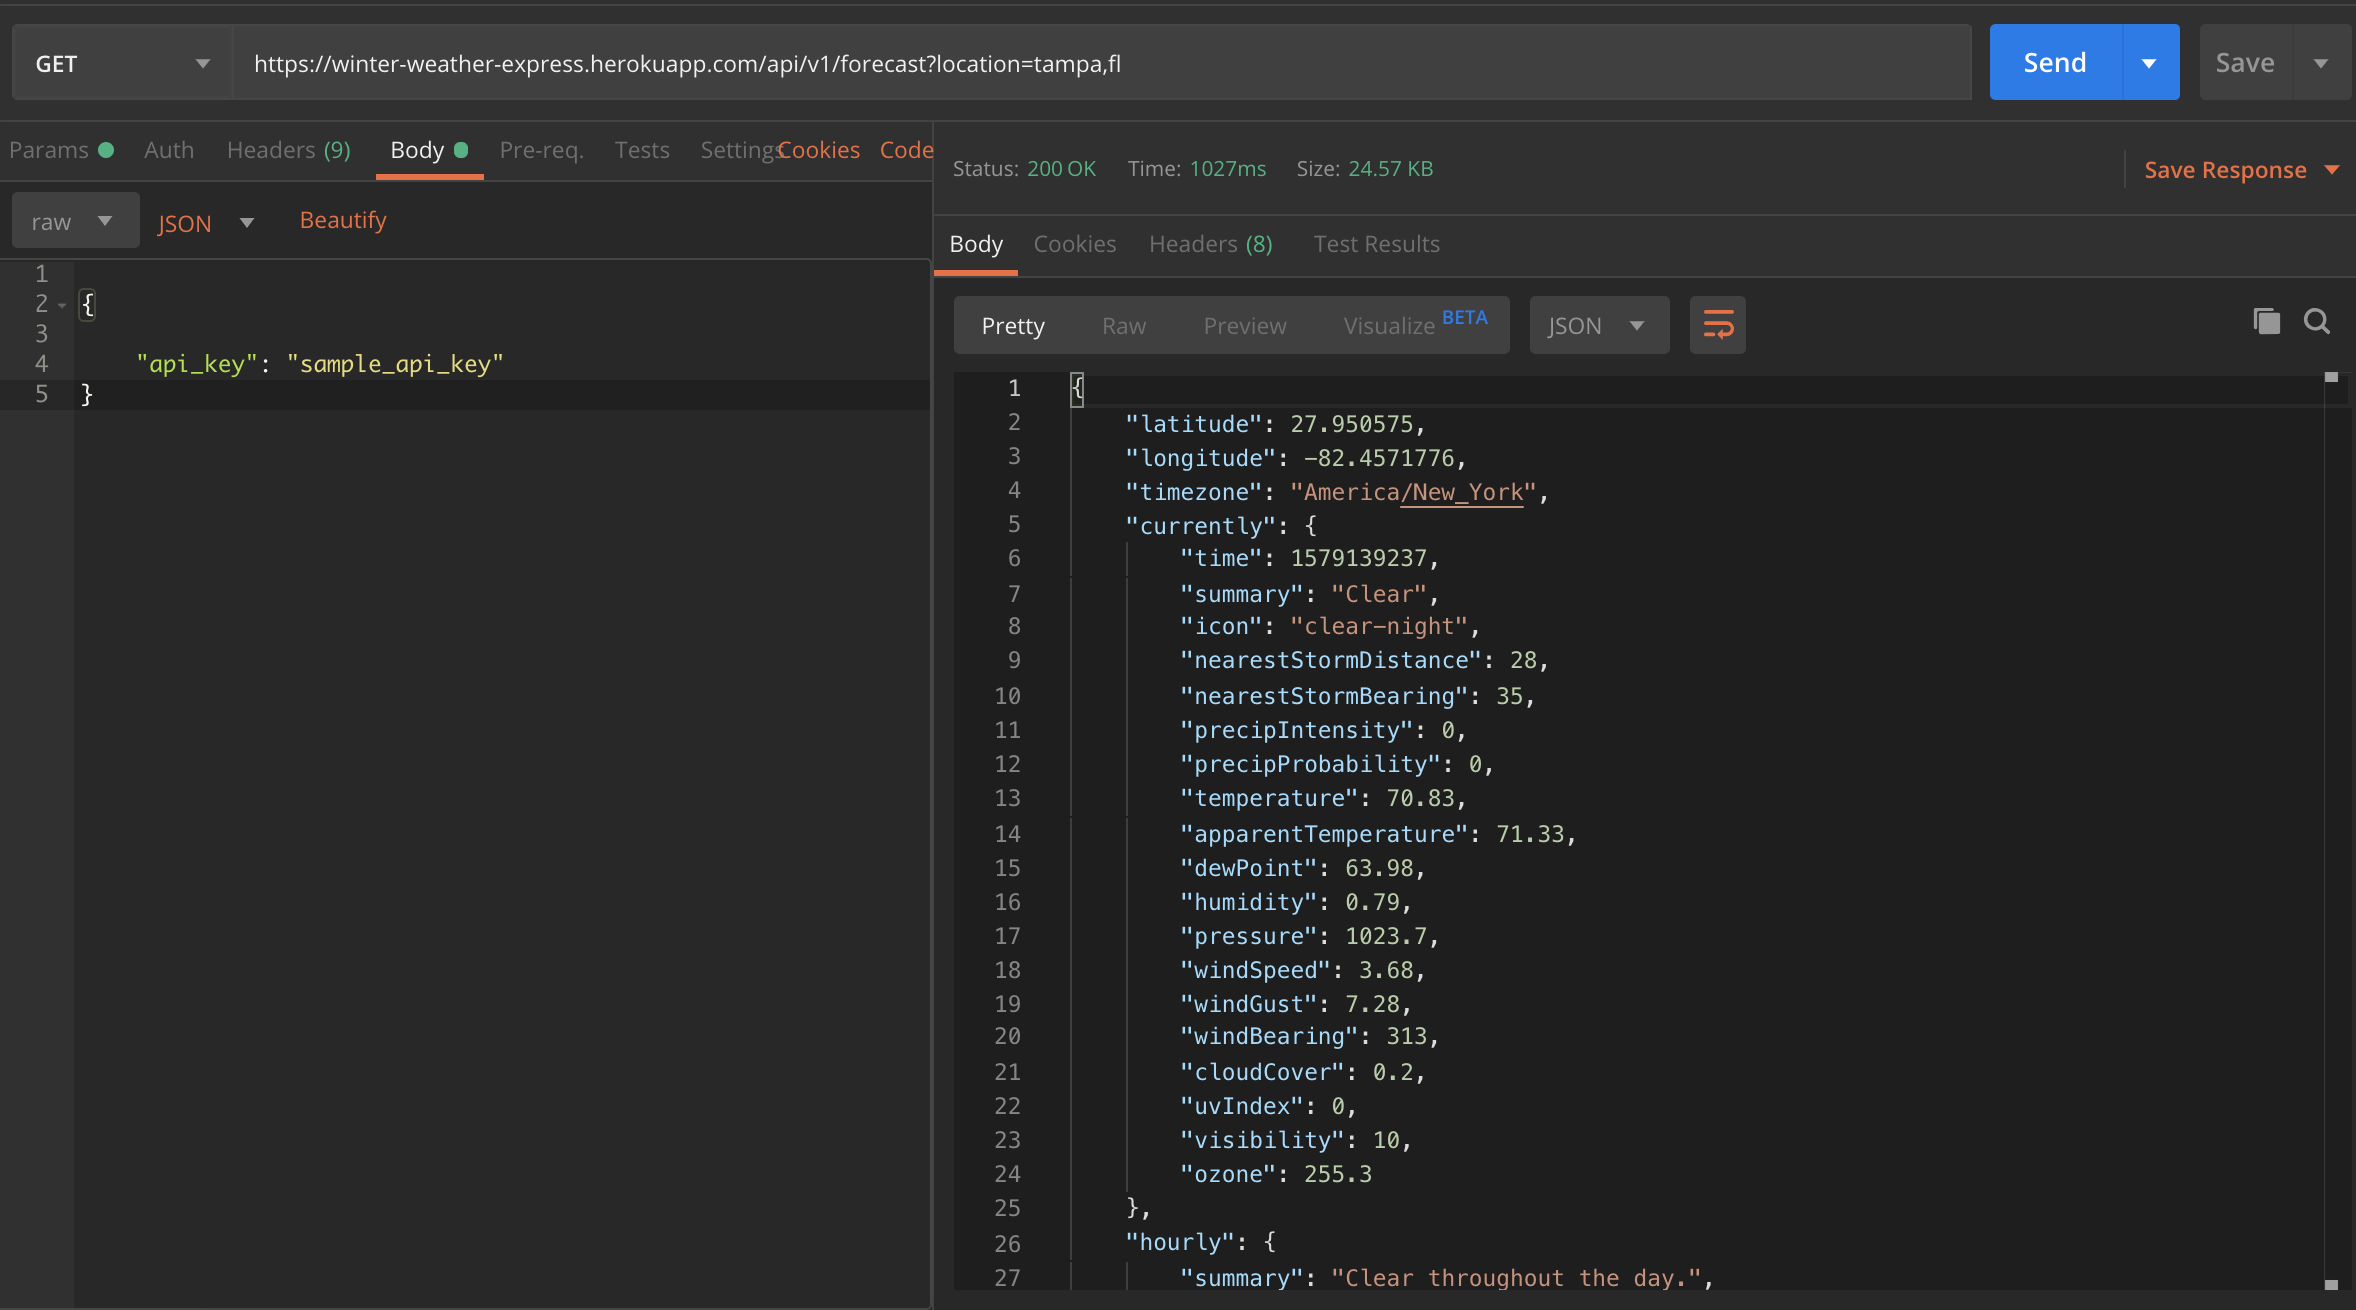 GET
https://winter-weather-express.herokuapp.com/api/v1/forecast?location=tampa,fl
Send
Save
Params Auth Headers (9) Body Pre-req. Tests Settings Cookies Code
raw JSON Beautify
1
2 {
3
4 "api_key": "sample_api_key"
5 }
Status: 200 OK Time: 1027ms Size: 24.57 KB Save Response
Body Cookies Headers (8) Test Results
Pretty Raw Preview Visualize BETA JSON
1 {
2 "latitude": 27.950575,
3 "longitude": -82.4571776,
4 "timezone": "America/New_York",
5 "currently": {
6 "time": 1579139237,
7 "summary": "Clear",
8 "icon": "clear-night",
9 "nearestStormDistance": 28,
10 "nearestStormBearing": 35,
11 "precipIntensity": 0,
12 "precipProbability": 0,
13 "temperature": 70.83,
14 "apparentTemperature": 71.33,
15 "dewPoint": 63.98,
16 "humidity": 0.79,
17 "pressure": 1023.7,
18 "windSpeed": 3.68,
19 "windGust": 7.28,
20 "windBearing": 313,
21 "cloudCover": 0.2,
22 "uvIndex": 0,
23 "visibility": 10,
24 "ozone": 255.3
25 },
26 "hourly": {
27 "summary": "Clear throughout the day.",